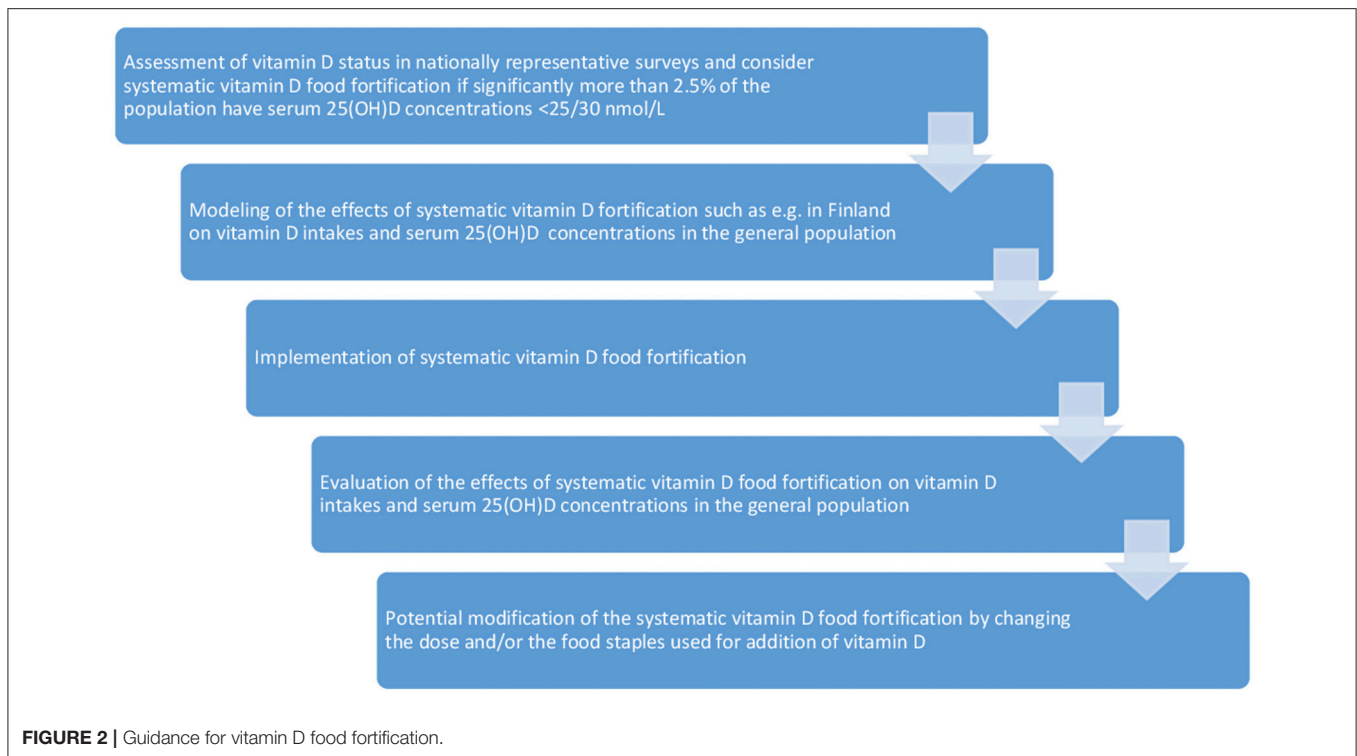 Assessment of vitamin D status in nationally representative surveys and consider
systematic vitamin D food fortification if significantly more than 2.5% of the
population have serum 25(OH)D concentrations <25/30 nmol/L
Modeling of the effects of systematic vitamin D fortification such as e.g. in Finland
on vitamin D intakes and serum 25(OH)D concentrations in the general population
Implementation of systematic vitamin D food fortification
Evaluation of the effects of systematic vitamin D food fortification on vitamin D
intakes and serum 25(OH)D concentrations in the general population
Potential modification of the systematic vitamin D food fortification by changing
the dose and/or the food staples used for addition of vitamin D
FIGURE 2 | Guidance for vitamin D food fortification.